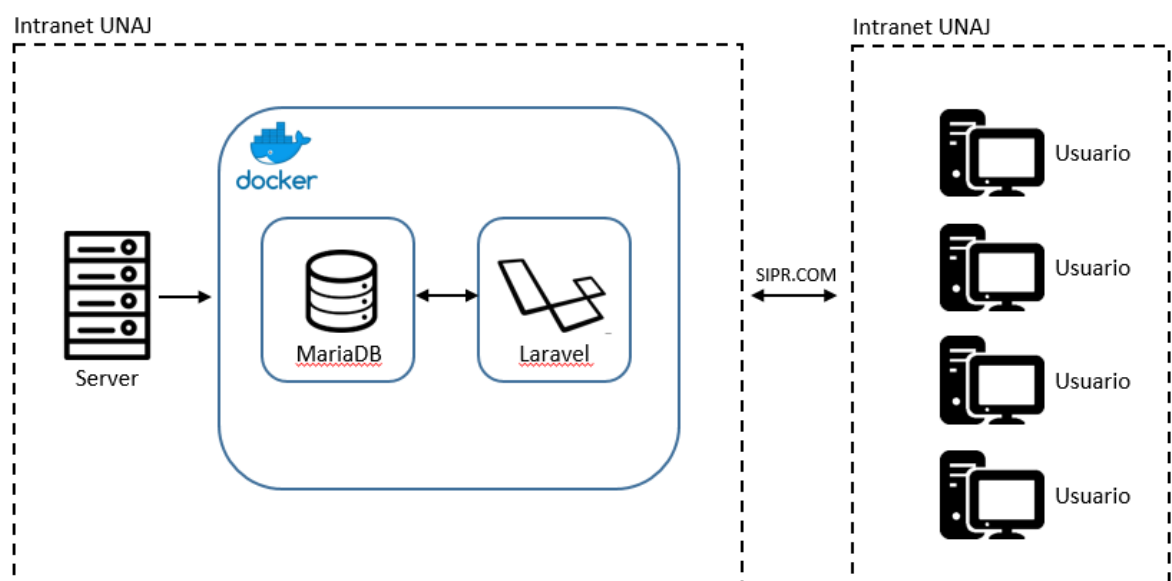 Intranet UNAJ
docker
MariaDB
Laravel
Server
SIPR.COM
Intranet UNAJ
Usuario
Usuario
Usuario
Usuario